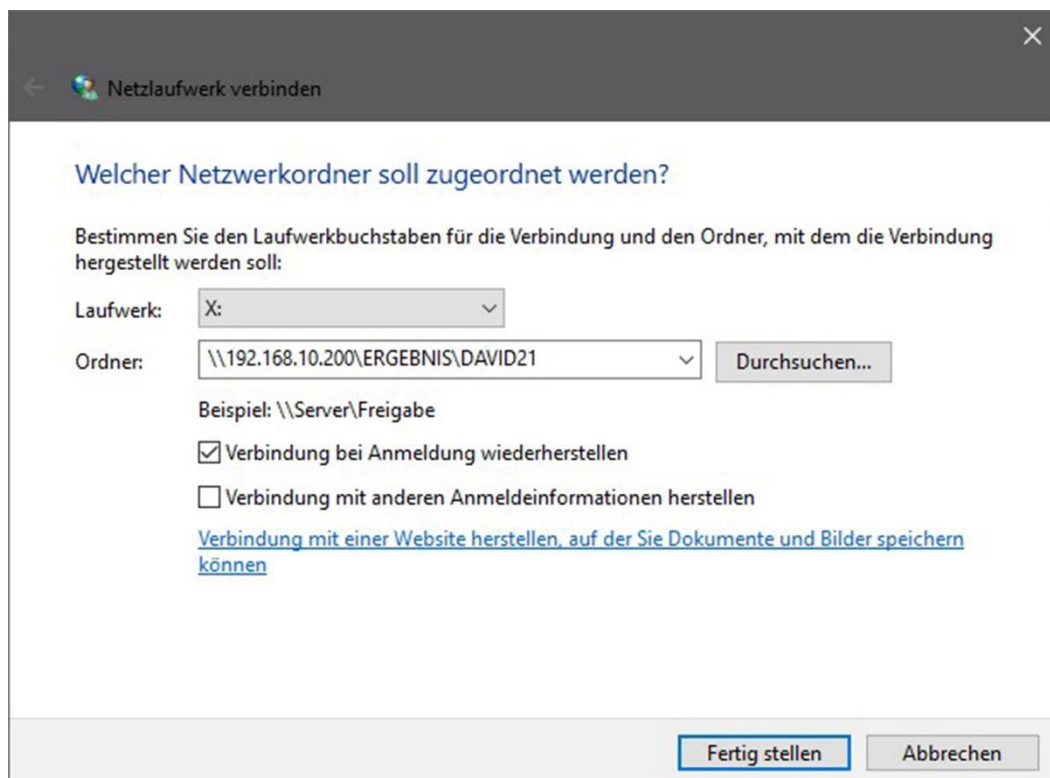 Netzlaufwerk verbinden
Welcher Netzwerkordner soll zugeordnet werden?
Bestimmen Sie den Laufwerkbuchstaben für die Verbindung und den Ordner, mit dem die Verbindung
hergestellt werden soll:
Laufwerk: X:
Ordner: \\192.168.10.200\ERGEBNIS\DAVID21 Durchsuchen...
Beispiel: \\Server\Freigabe
Verbindung bei Anmeldung wiederherstellen
Verbindung mit anderen Anmeldeinformationen herstellen
Verbindung mit einer Website herstellen, auf der Sie Dokumente und Bilder speichern
können
Fertig stellen Abbrechen